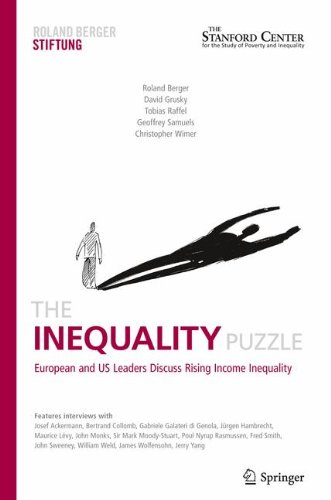 ROLAND BERGER
STIFTUNG
THE
STANFORD CENTER
for the Study of Poverty and Inequality
Roland Berger
David Grusky
Tobias Raffel
Geoffrey Samuels
Christopher Wimer
THE
INEQUALITY PUZZLE
European and US Leaders Discuss Rising Income Inequality
Features interviews with
Josef Ackermann, Bertrand Collomb, Gabriele Galateri di Genola, Jürgen Hambrecht,
Maurice Lévy, John Monks, Sir Mark Moody-Stuart, Poul Nyrup Rasmussen, Fred Smith,
John Sweeney, William Weld, James Wolfensohn, Jerry Yang
Springer